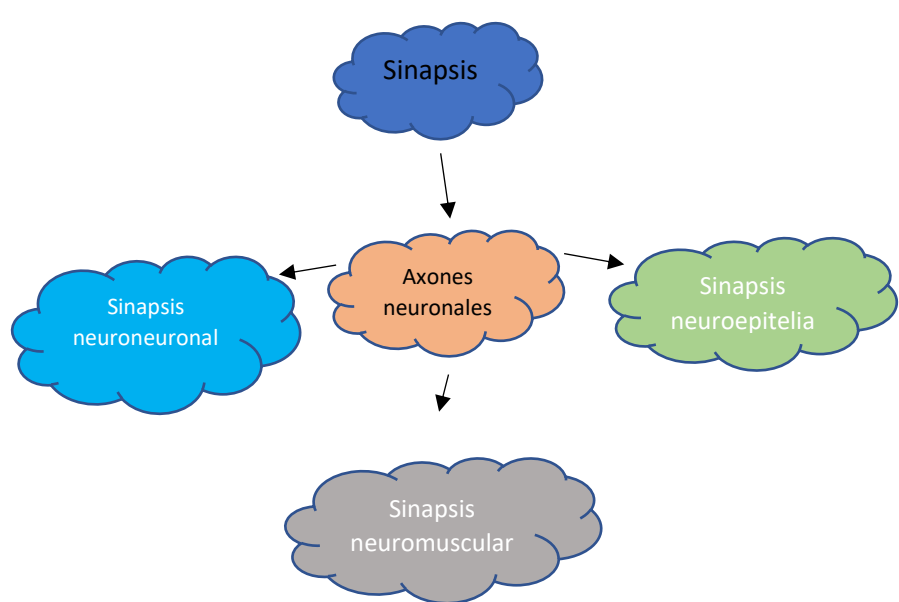 Sinapsis
Axones
neuronales
Sinapsis
neuroneuronal
Sinapsis
neuroepitelia
Sinapsis
neuromuscular